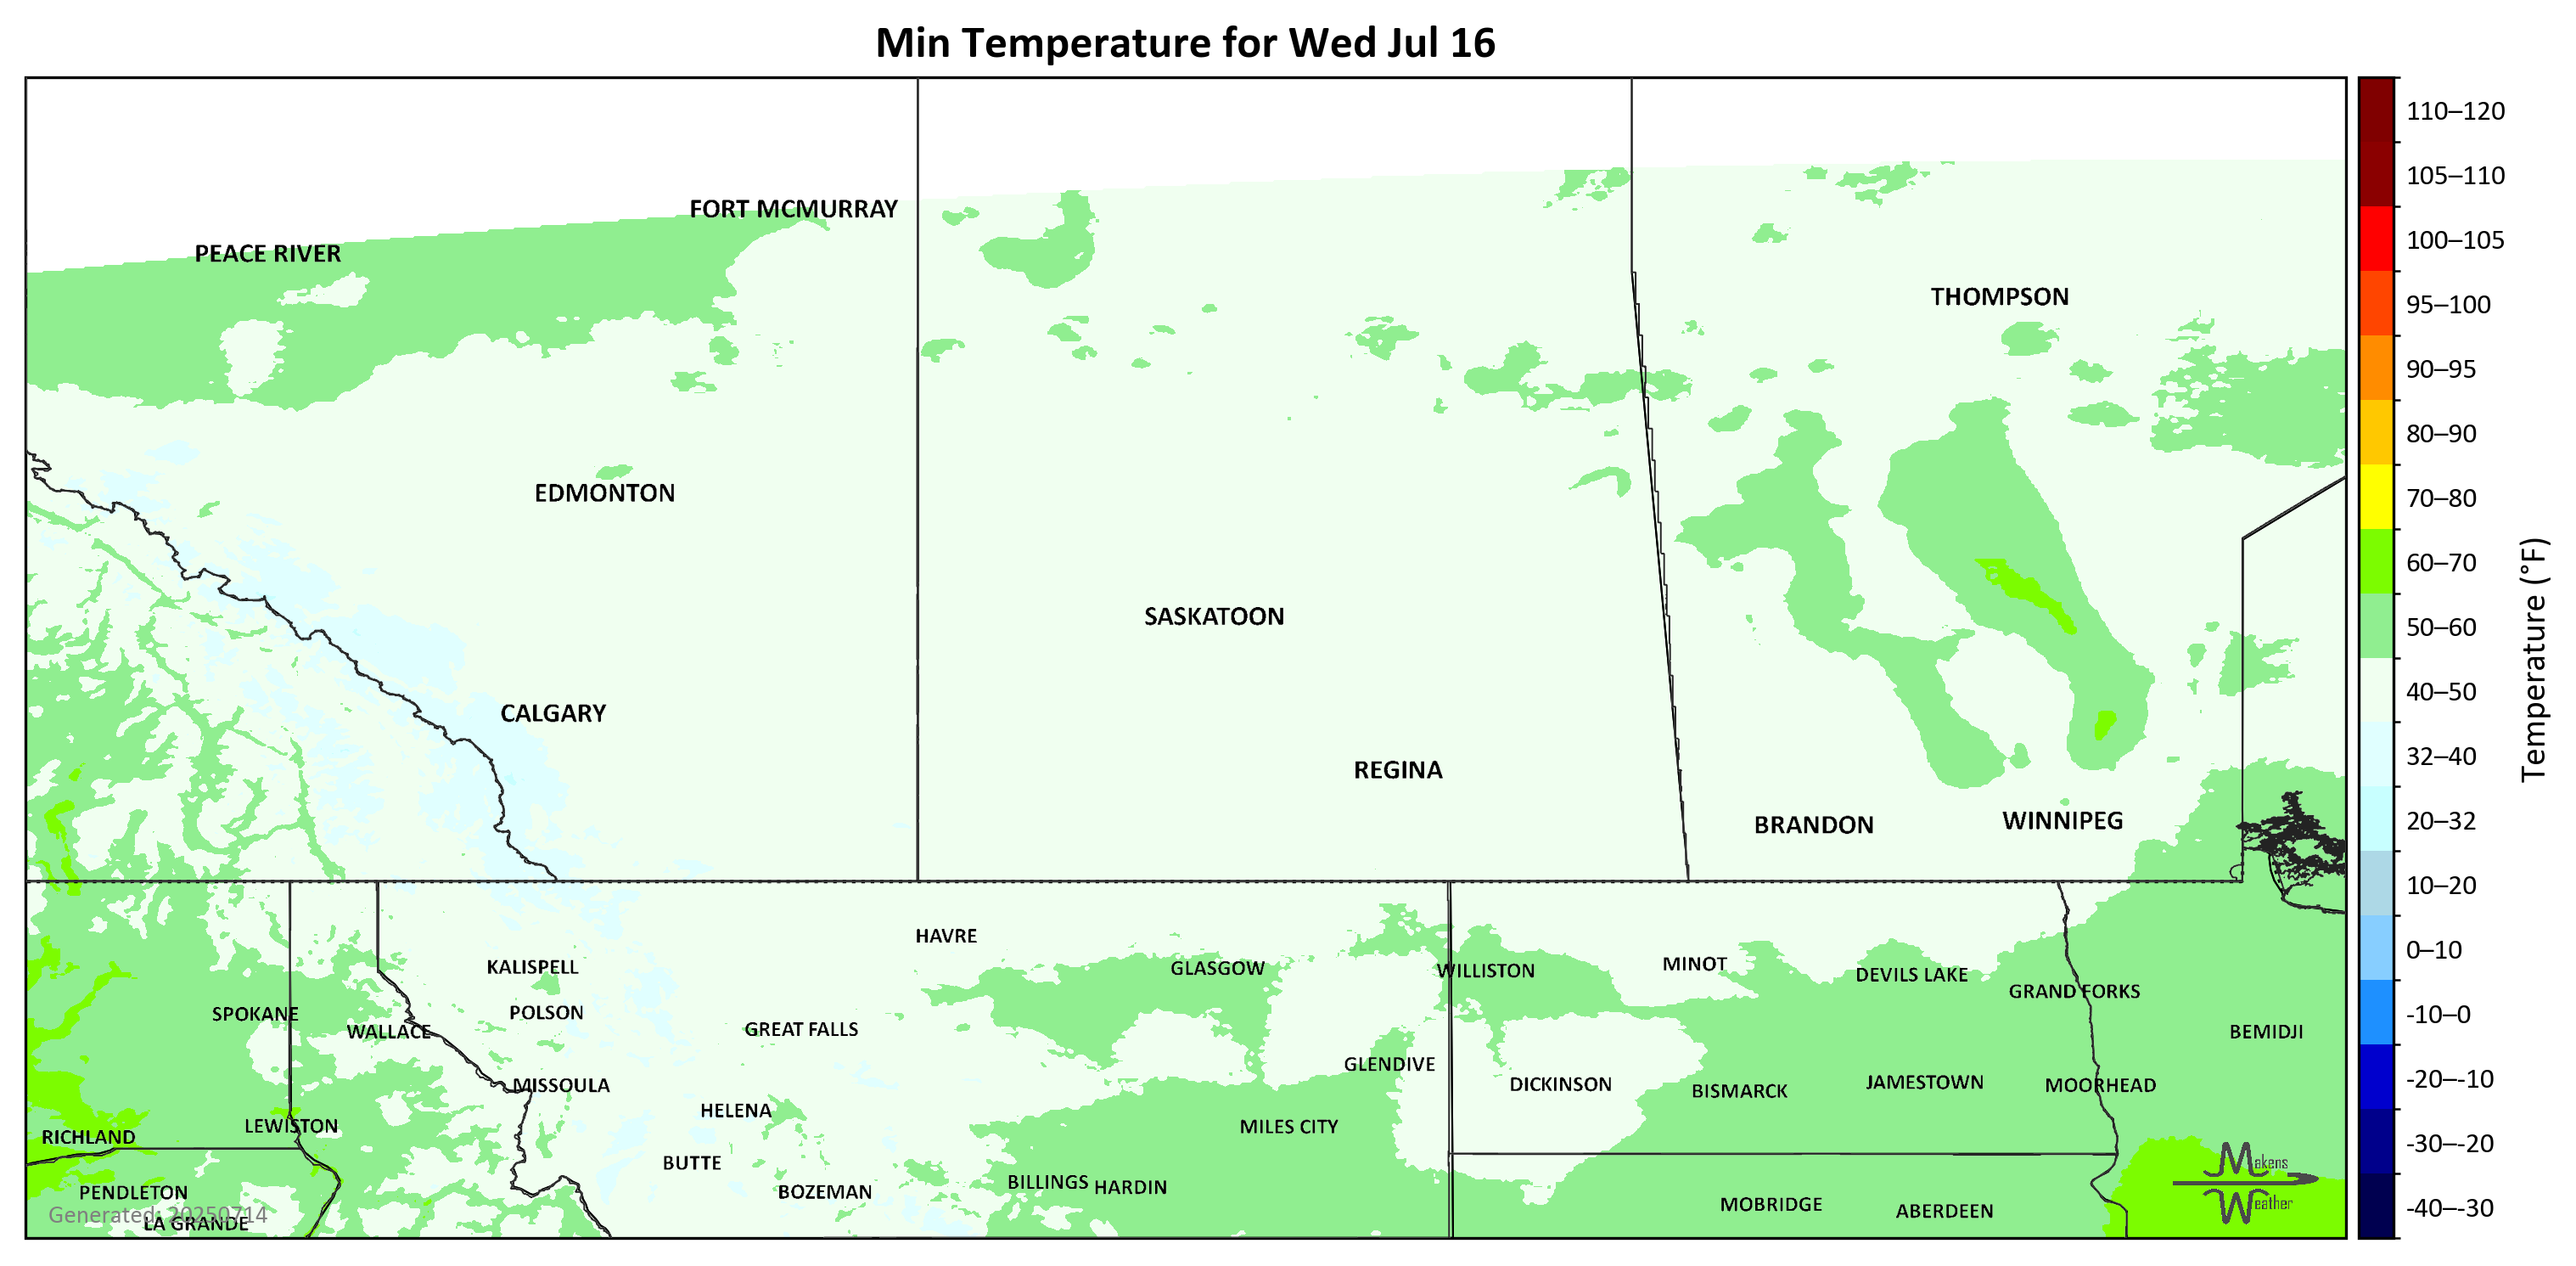 Min Temperature for Wed Jul 16
FORT MCMURRAY
PEACE RIVER
THOMPSON
EDMONTON
SASKATOON
CALGARY
REGINA
BRANDON
WINNIPEG
HAVRE
KALISPELL
GLASGOW
WILLISTON
MINOT
DEVILS LAKE
GRAND FORKS
SPOKANE
POLSON
WALLACE
GREAT FALLS
BEMIDJI
GLENDIVE
MISSOULA
DICKINSON
BISMARCK
JAMESTOWN
MOORHEAD
HELENA
LEWISTON
MILES CITY
RICHLAND
BUTTE
BILLINGS
HARDIN
PENDLETON
BOZEMAN
MOBRIDGE
ABERDEEN
LA GRANDE
Generated: 20250714
Makens
Weather
110–120
105–110
100–105
95–100
90–95
80–90
70–80
60–70
50–60
40–50
32–40
20–32
10–20
0–10
-10–0
-20–-10
-30–-20
-40–-30
Temperature (°F)